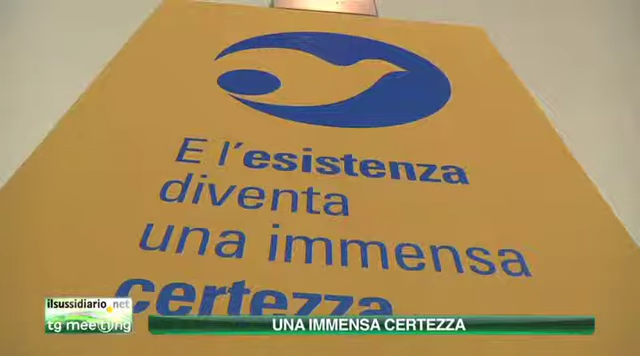 E l'esistenza
diventa
una immensa
certezza
ilsussidiario.net
tg meeting
UNA IMMENSA CERTEZZA